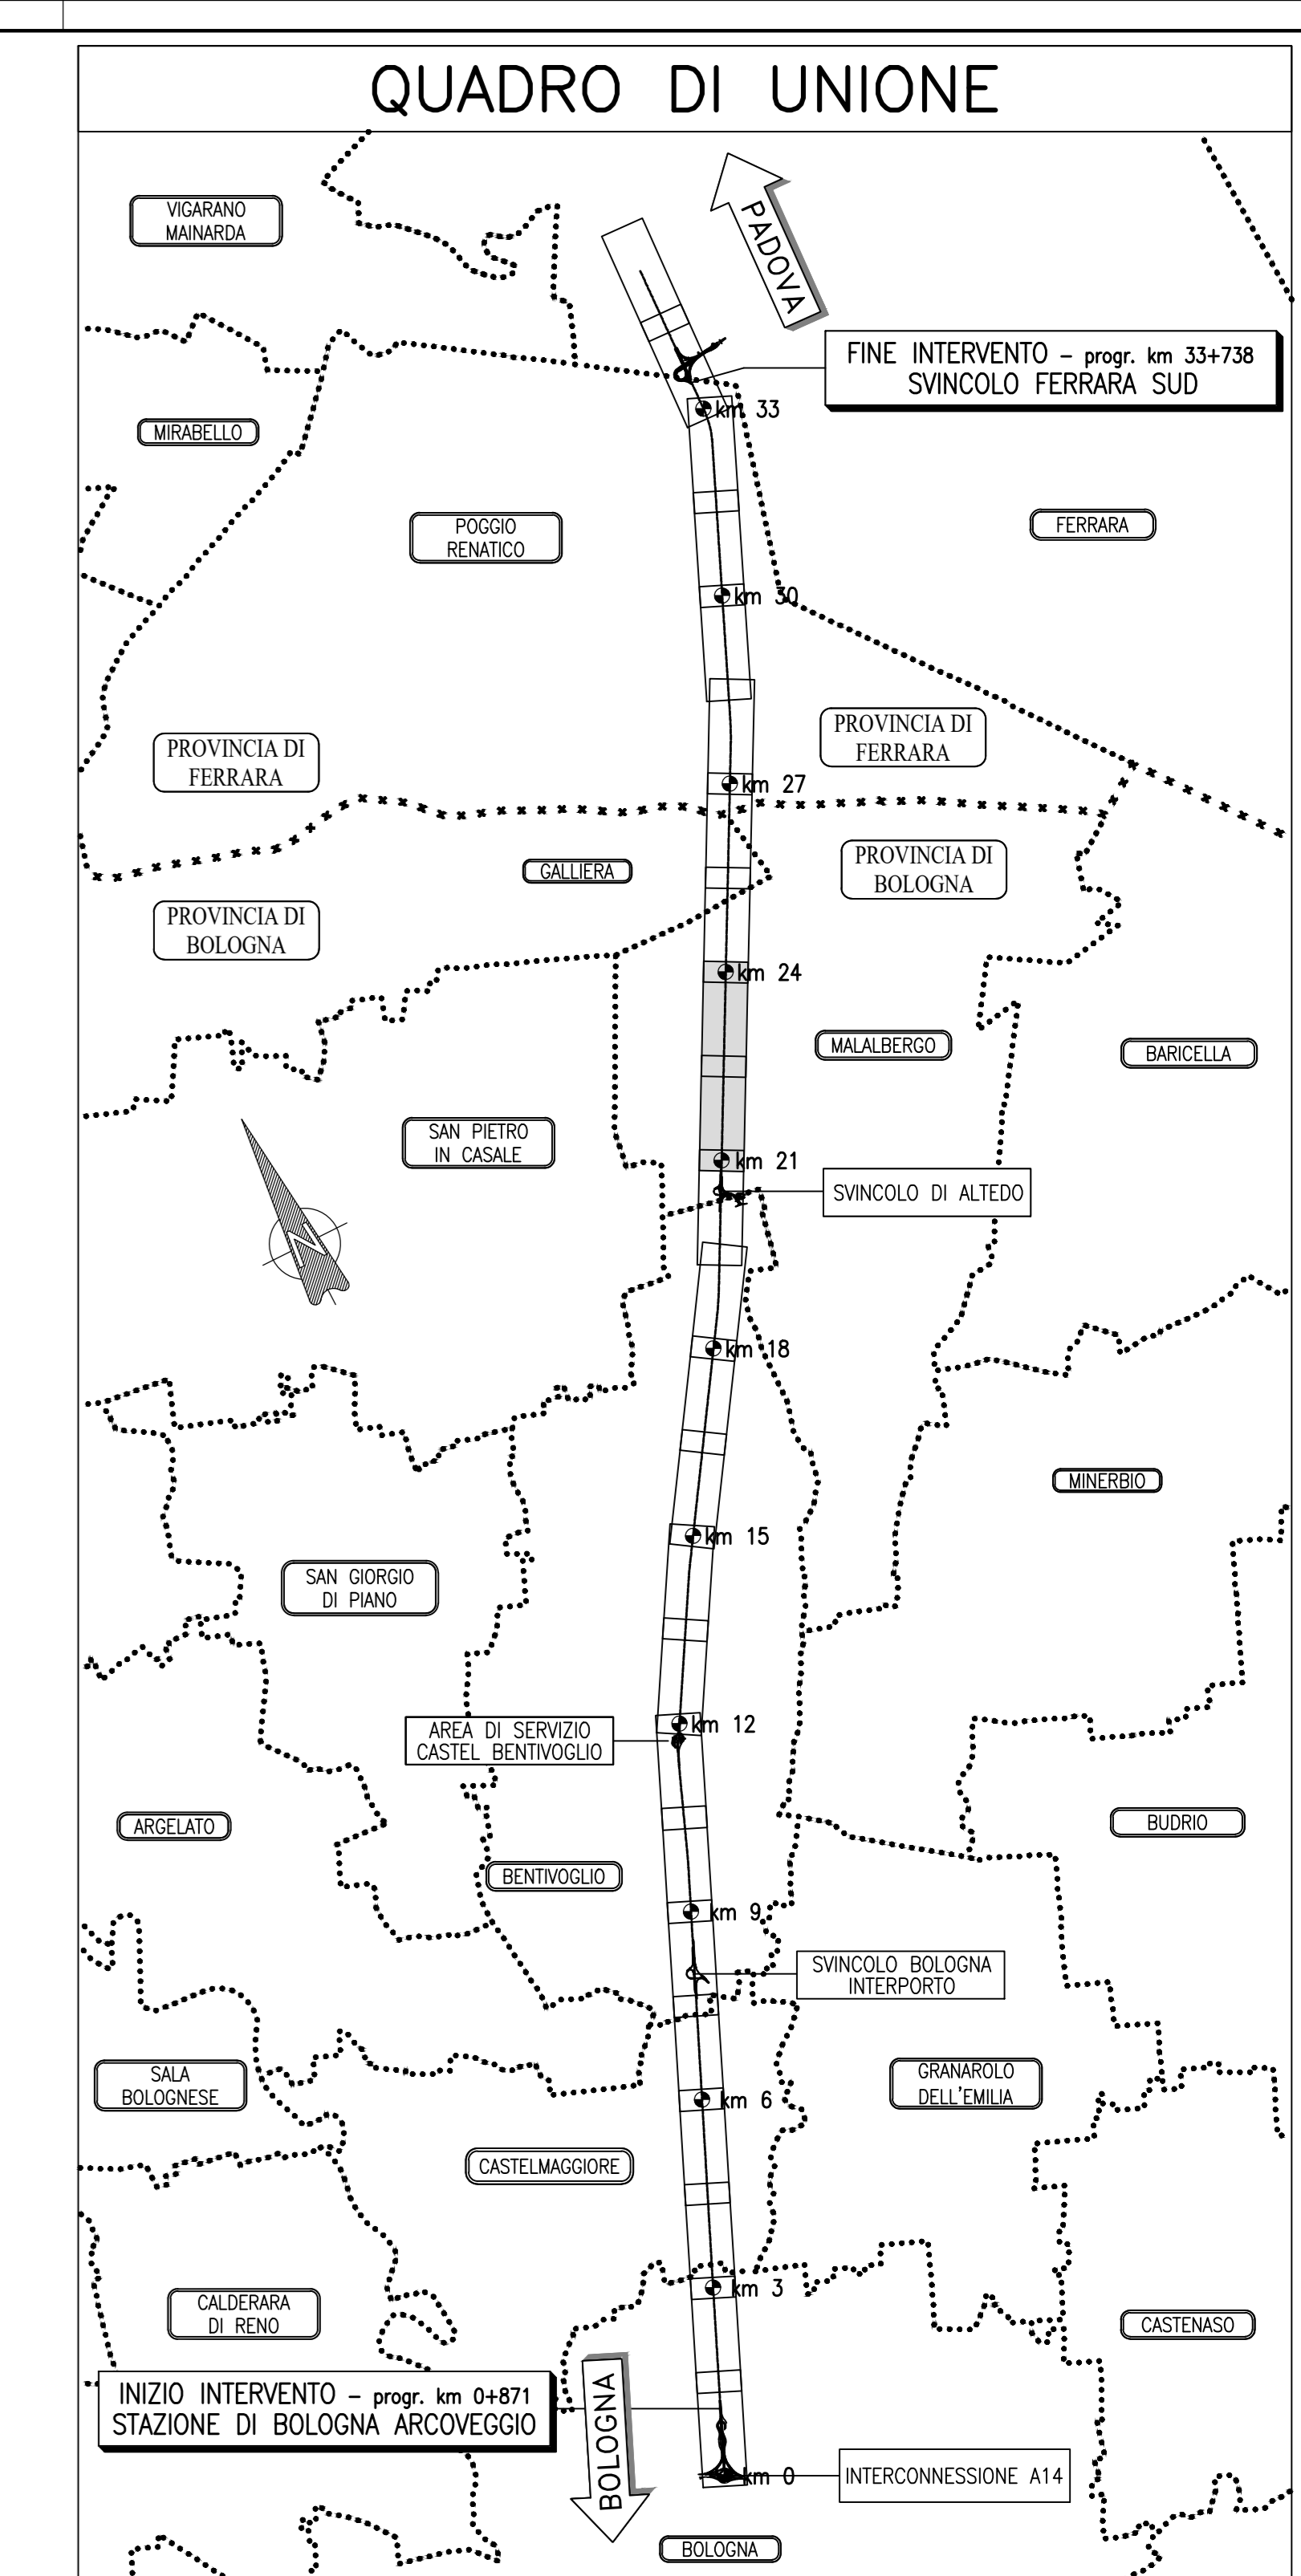 QUADRO DI UNIONE
VIGARANO
MAINARDA
PADOVA
FINE INTERVENTO – progr. km 33+738
SVINCOLO FERRARA SUD
km 33
MIRABELLO
POGGIO
RENATICO
FERRARA
km 30
PROVINCIA DI
FERRARA
PROVINCIA DI
FERRARA
km 27
GALLIERA
PROVINCIA DI
BOLOGNA
PROVINCIA DI
BOLOGNA
km 24
MALALBERGO
BARICELLA
SAN PIETRO
IN CASALE
km 21
SVINCOLO DI ALTEDO
N
km 18
MINERBIO
km 15
SAN GIORGIO
DI PIANO
km 12
AREA DI SERVIZIO
CASTEL BENTIVOGLIO
ARGELATO
BUDRIO
BENTIVOGLIO
km 9
SVINCOLO BOLOGNA
INTERPORTO
SALA
BOLOGNESE
GRANAROLO
DELL'EMILIA
km 6
CASTELMAGGIORE
km 3
CALDERARA
DI RENO
CASTENASO
INIZIO INTERVENTO – progr. km 0+871
STAZIONE DI BOLOGNA ARCOVEGGIO
BOLOGNA
km 0
INTERCONNESSIONE A14
BOLOGNA